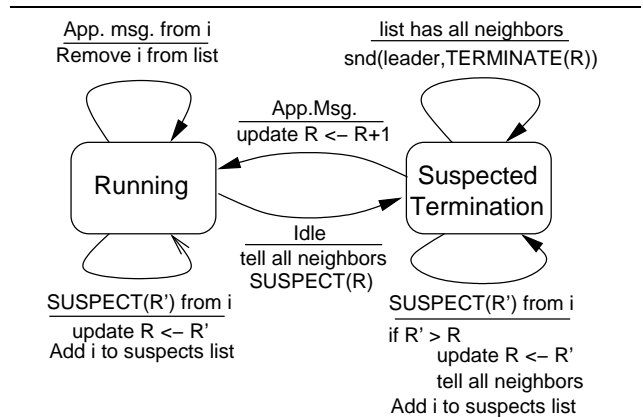 App. msg. from i
Remove i from list
list has all neighbors
snd(leader,TERMINATE(R))
App.Msg.
update R <− R+1
Running
Suspected
Termination
Idle
tell all neighbors
SUSPECT(R)
SUSPECT(R') from i
update R <− R'
Add i to suspects list
SUSPECT(R') from i
if R' > R
update R <− R'
tell all neighbors
Add i to suspects list